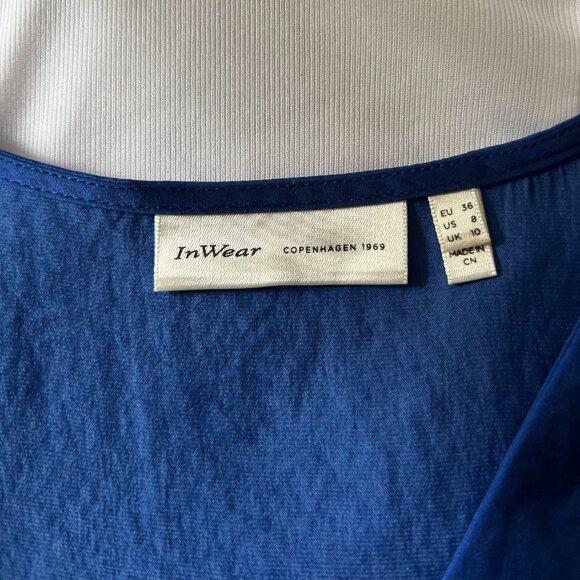 InWear COPENHAGEN 1969
EU 36
US 8
UK 10
MADE IN
CN